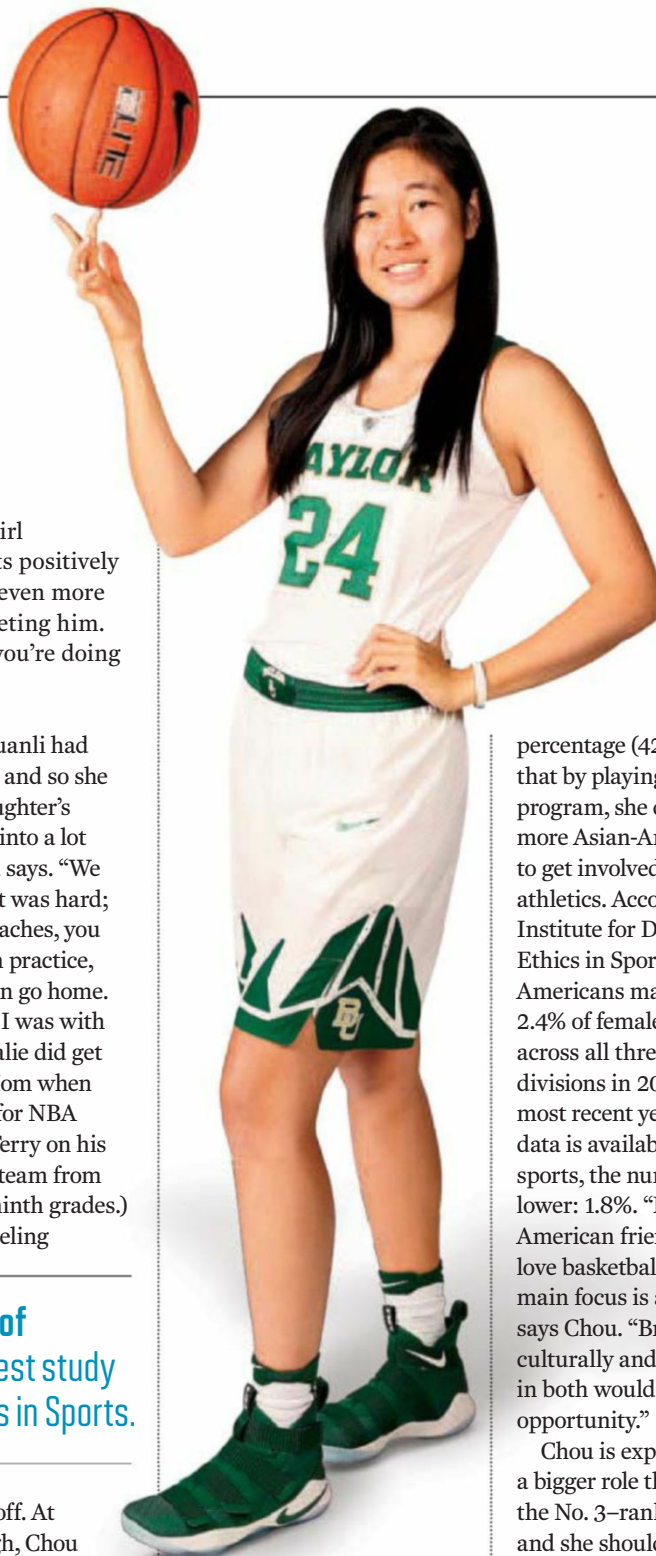 ELITE
AYLOR
24
BU
irl
ts positively
even more
eting him.
you're doing
uanli had
and so she
ughter's
into a lot
says. “We
t was hard;
aches, you
n practice,
n go home.
I was with
alie did get
om when
for NBA
erry on his
team from
inth grades.)
eling
of
est study
s in Sports.
off. At
gh, Chou
percentage (42
that by playing
program, she c
more Asian-Am
to get involved
athletics. Acco
Institute for D
Ethics in Spor
Americans ma
2.4% of female
across all thre
divisions in 20
most recent ye
data is availab
sports, the nu
lower: 1.8%. “I
American frie
love basketbal
main focus is a
says Chou. “Br
culturally and
in both would
opportunity.”
Chou is exp
a bigger role th
the No. 3–rank
and she shoul